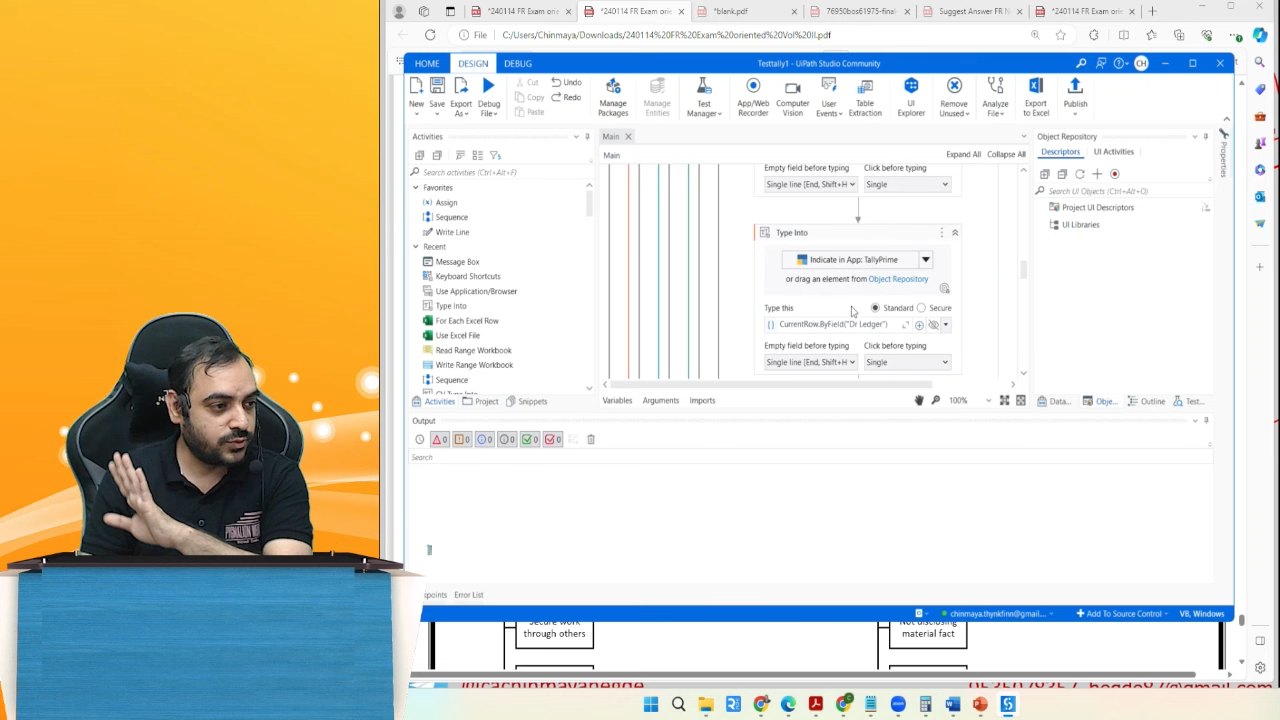 *240114 FR Exam orie
*240114 FR Exam orie
*blank.pdf
76950bos61975-final-
Suggest Answer FR N
*240114 FR Exam orie
File
C:/Users/Chinmaya/Downloads/240114%20FR%20Exam%20oriented%20Vol%20II.pdf
HOME
DESIGN
DEBUG
Testtally1 - UiPath Studio Community
CH
New
Save
Export As
Debug File
Cut
Copy
Paste
Undo
Redo
Manage Packages
Manage Entities
Test Manager
App/Web Recorder
Computer Vision
User Events
Table Extraction
UI Explorer
Remove Unused
Analyze File
Export to Excel
Publish
Activities
Main
Object Repository
Properties
Main
Expand All
Collapse All
Descriptors
UI Activities
Search activities (Ctrl+Alt+F)
Favorites
Assign
Sequence
Write Line
Recent
Message Box
Keyboard Shortcuts
Use Application/Browser
Type Into
For Each Excel Row
Use Excel File
Read Range Workbook
Write Range Workbook
Sequence
Empty field before typing
Click before typing
Single line [End, Shift+H
Single
Type Into
Indicate in App: TallyPrime
or drag an element from Object Repository
Type this
Standard
Secure
CurrentRow.ByField("Dr Ledger")
Empty field before typing
Click before typing
Single line [End, Shift+H
Single
Search UI Objects (Ctrl+Alt+O)
Project UI Descriptors
UI Libraries
Activities
Project
Snippets
Variables
Arguments
Imports
100%
Data...
Obje...
Outline
Test...
Output
0
0
0
0
0
0
Search
Error List
0
chinmaya.thynkfinn@gmail....
Add To Source Control
VB, Windows
Secure work
through others
Not disclosing
material fact